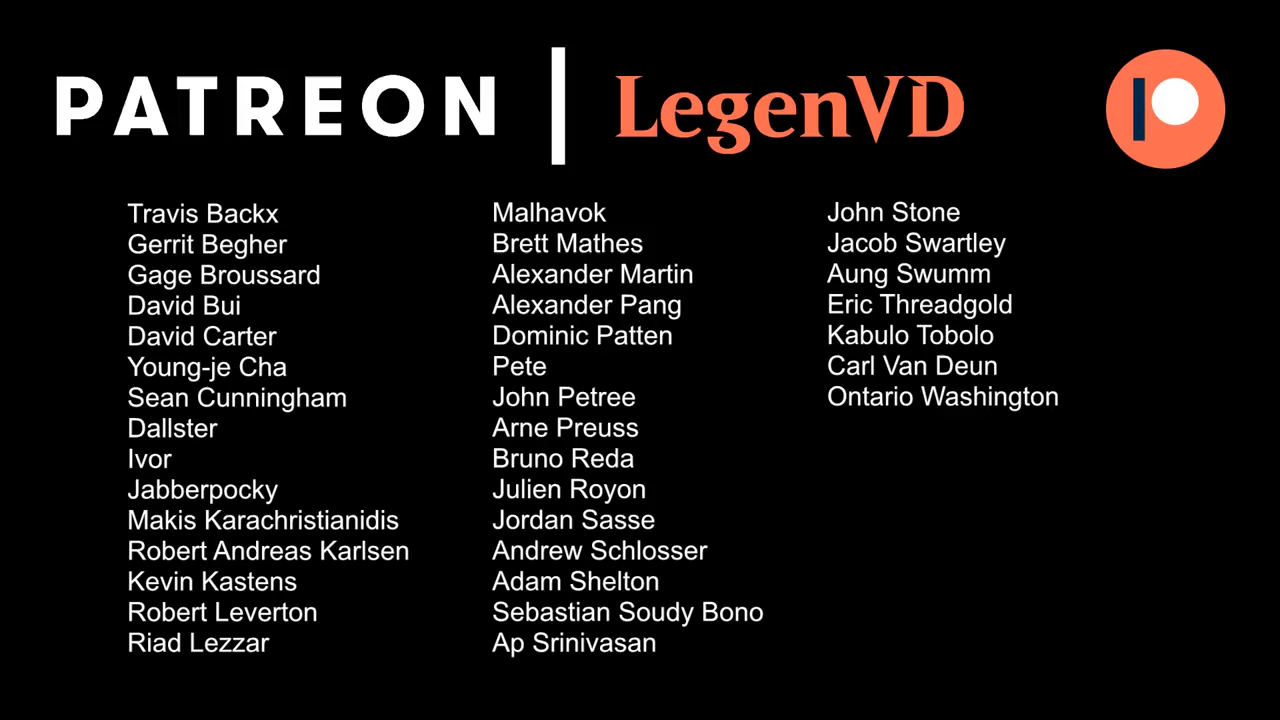 PATREON | LegenVD
Travis Backx
Gerrit Begher
Gage Broussard
David Bui
David Carter
Young-je Cha
Sean Cunningham
Dallster
Ivor
Jabberpocky
Makis Karachristianidis
Robert Andreas Karlsen
Kevin Kastens
Robert Leverton
Riad Lezzar
Malhavok
Brett Mathes
Alexander Martin
Alexander Pang
Dominic Patten
Pete
John Petree
Arne Preuss
Bruno Reda
Julien Royon
Jordan Sasse
Andrew Schlosser
Adam Shelton
Sebastian Soudy Bono
Ap Srinivasan
John Stone
Jacob Swartley
Aung Swumm
Eric Threadgold
Kabulo Tobolo
Carl Van Deun
Ontario Washington